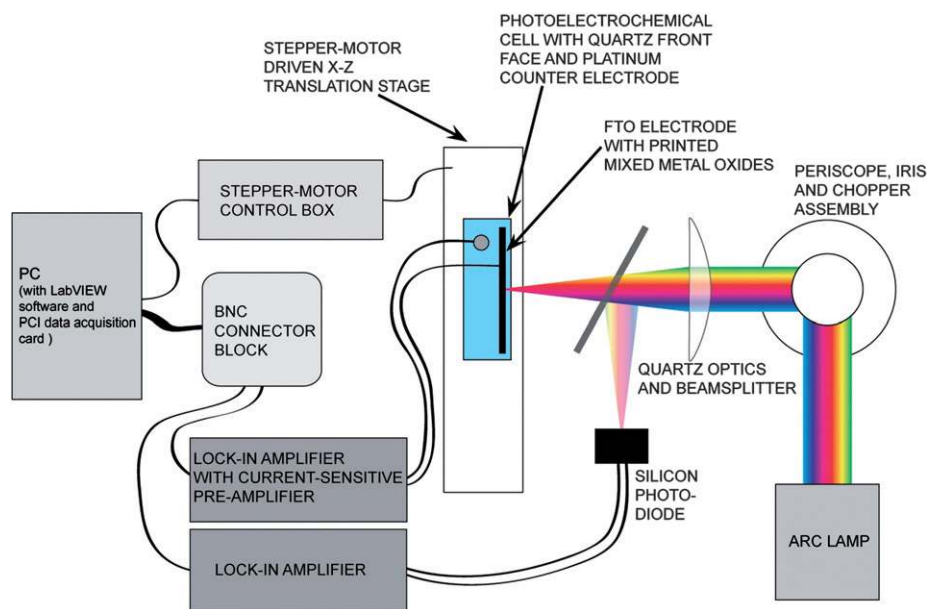 PHOTOELECTROCHEMICAL
CELL WITH QUARTZ FRONT
FACE AND PLATINUM
COUNTER ELECTRODE
STEPPER-MOTOR
DRIVEN X-Z
TRANSLATION STAGE
FTO ELECTRODE
WITH PRINTED
MIXED METAL OXIDES
PERISCOPE, IRIS
AND CHOPPER
ASSEMBLY
STEPPER-MOTOR
CONTROL BOX
PC
(with LabVIEW
software and
PCI data acquisition
card )
BNC
CONNECTOR
BLOCK
QUARTZ OPTICS
AND BEAMSPLITTER
LOCK-IN AMPLIFIER
WITH CURRENT-SENSITIVE
PRE-AMPLIFIER
SILICON
PHOTO-
DIODE
ARC LAMP
LOCK-IN AMPLIFIER